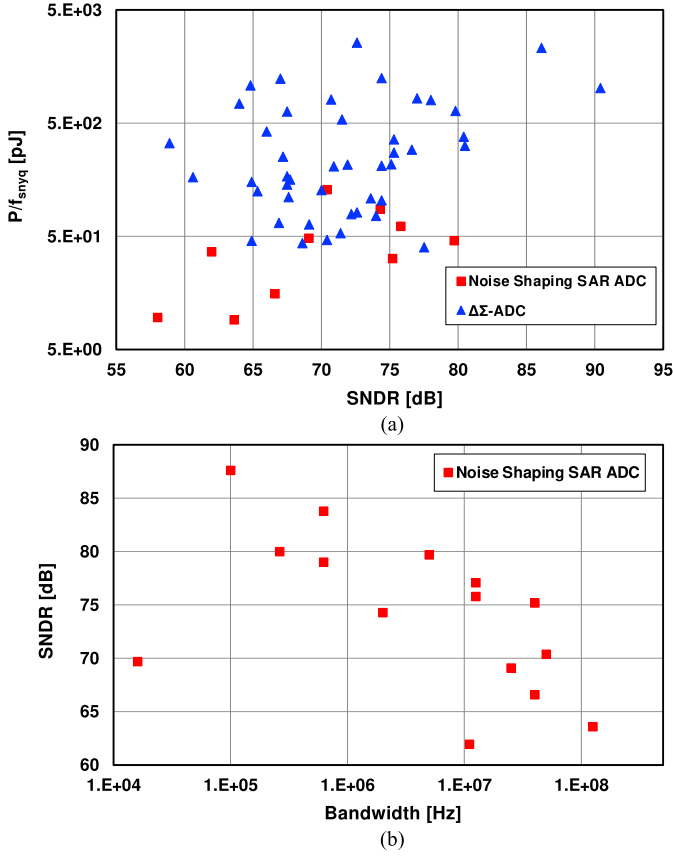 5.E+03
5.E+02
5.E+01
5.E+00
P/fsnyq [pJ]
Noise Shaping SAR ADC
ΔΣ-ADC
55 60 65 70 75 80 85 90 95
SNDR [dB]
(a)
90
85
80
75
70
65
60
SNDR [dB]
Noise Shaping SAR ADC
1.E+04 1.E+05 1.E+06 1.E+07 1.E+08
Bandwidth [Hz]
(b)